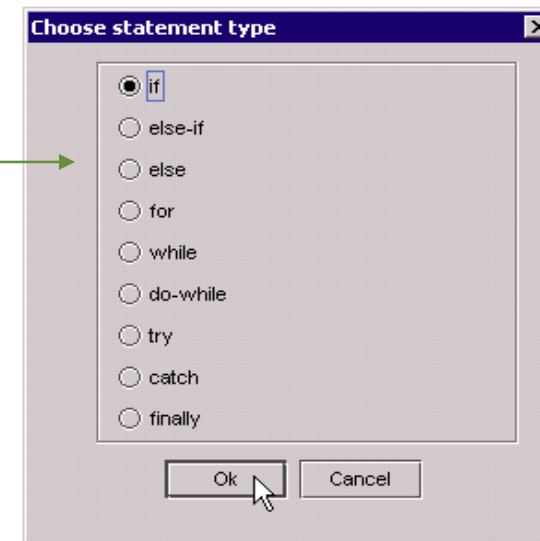 Choose statement type
if
else-if
else
for
while
do-while
try
catch
finally
Ok Cancel